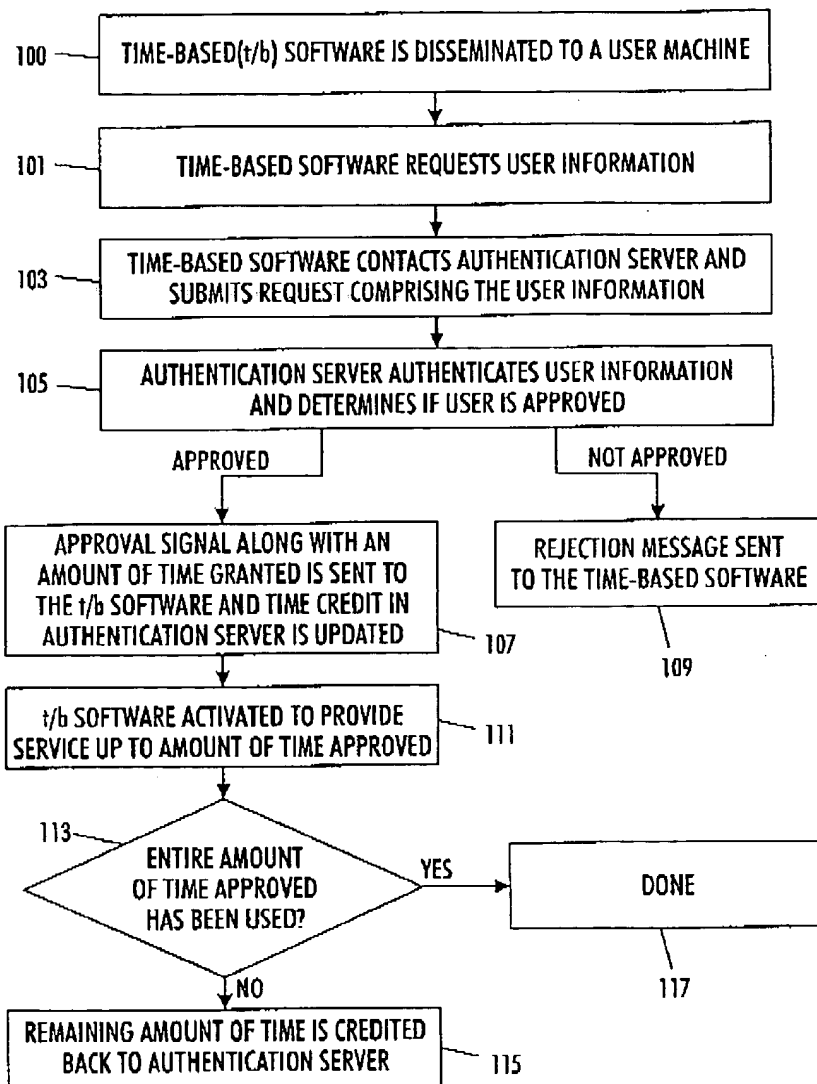 100
TIME-BASED(t/b) SOFTWARE IS DISSEMINATED TO A USER MACHINE
101
TIME-BASED SOFTWARE REQUESTS USER INFORMATION
103
TIME-BASED SOFTWARE CONTACTS AUTHENTICATION SERVER AND
SUBMITS REQUEST COMPRISING THE USER INFORMATION
105
AUTHENTICATION SERVER AUTHENTICATES USER INFORMATION
AND DETERMINES IF USER IS APPROVED
APPROVED
NOT APPROVED
APPROVAL SIGNAL ALONG WITH AN
AMOUNT OF TIME GRANTED IS SENT TO
THE t/b SOFTWARE AND TIME CREDIT IN
AUTHENTICATION SERVER IS UPDATED
107
REJECTION MESSAGE SENT
TO THE TIME-BASED SOFTWARE
109
t/b SOFTWARE ACTIVATED TO PROVIDE
SERVICE UP TO AMOUNT OF TIME APPROVED
111
113
ENTIRE AMOUNT
OF TIME APPROVED
HAS BEEN USED?
YES
DONE
117
NO
REMAINING AMOUNT OF TIME IS CREDITED
BACK TO AUTHENTICATION SERVER
115